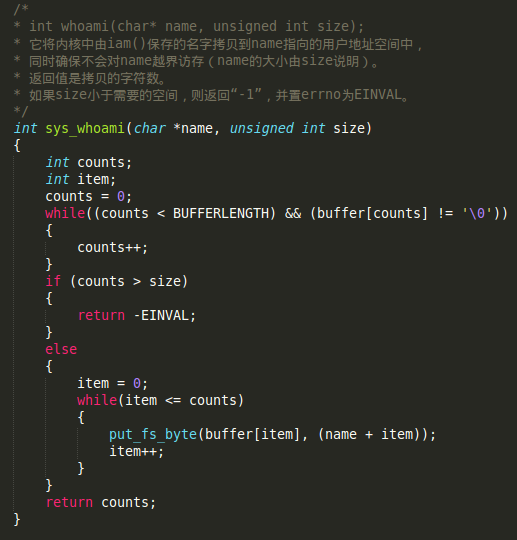 /*
* int whoami(char* name, unsigned int size);
* 它将内核中由iam()保存的名字拷贝到name指向的用户地址空间中，
* 同时确保不会对name越界访存（name的大小由size说明）。
* 返回值是拷贝的字符数。
* 如果size小于需要的空间，则返回“-1”，并置errno为EINVAL。
*/
int sys_whoami(char *name, unsigned int size)
{
    int counts;
    int item;
    counts = 0;
    while((counts < BUFFERLENGTH) && (buffer[counts] != '\0'))
    {
        counts++;
    }
    if (counts > size)
    {
        return -EINVAL;
    }
    else
    {
        item = 0;
        while(item <= counts)
        {
            put_fs_byte(buffer[item], (name + item));
            item++;
        }
    }
    return counts;
}